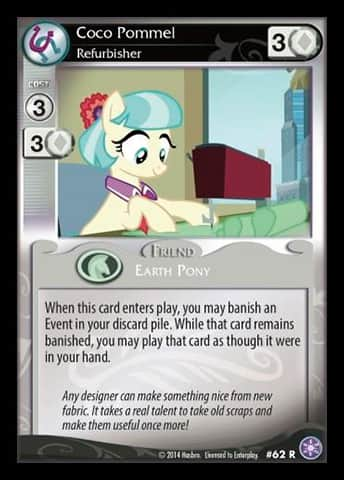 Coco Pommel
Refurbisher
3
COST
3
3
FRIEND
EARTH PONY
When this card enters play, you may banish an
Event in your discard pile. While that card remains
banished, you may play that card as though it were
in your hand.
Any designer can make something nice from new
fabric. It takes a real talent to take old scraps and
make them useful once more!
© 2014 Hasbro. Licensed to Enterplay. #62 R